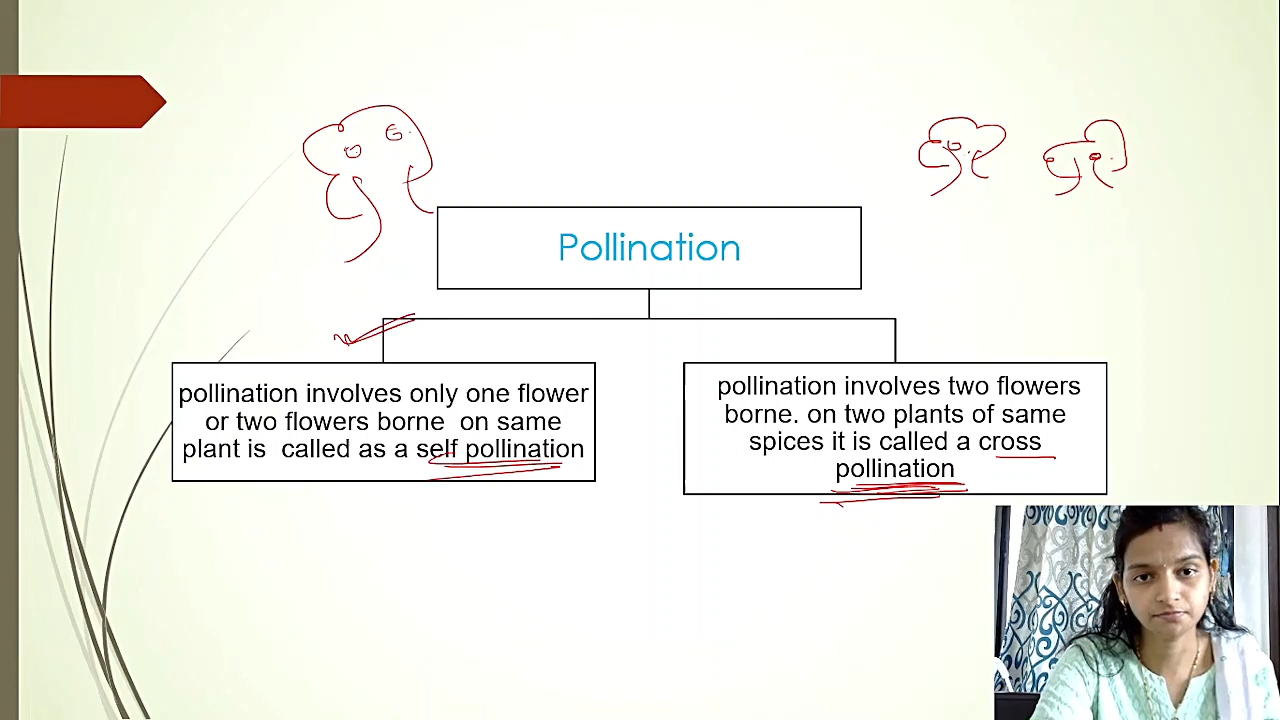 Pollination
pollination involves only one flower
or two flowers borne on same
plant is called as a self pollination
pollination involves two flowers
borne. on two plants of same
spices it is called a cross
pollination